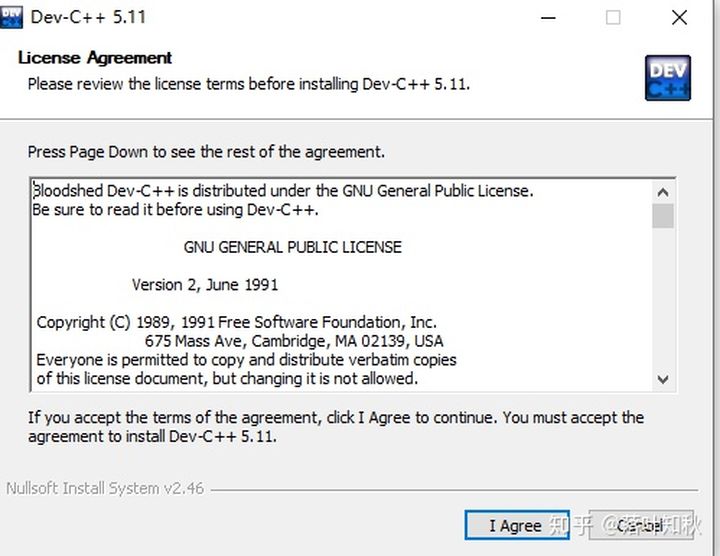 Dev-C++ 5.11
License Agreement
Please review the license terms before installing Dev-C++ 5.11.
DEV
C++
Press Page Down to see the rest of the agreement.
Bloodshed Dev-C++ is distributed under the GNU General Public License.
Be sure to read it before using Dev-C++.
GNU GENERAL PUBLIC LICENSE
Version 2, June 1991
Copyright (C) 1989, 1991 Free Software Foundation, Inc.
675 Mass Ave, Cambridge, MA 02139, USA
Everyone is permitted to copy and distribute verbatim copies
of this license document, but changing it is not allowed.
If you accept the terms of the agreement, click I Agree to continue. You must accept the
agreement to install Dev-C++ 5.11.
Nullsoft Install System v2.46
I Agree
Cancel
知乎 @落叶知秋